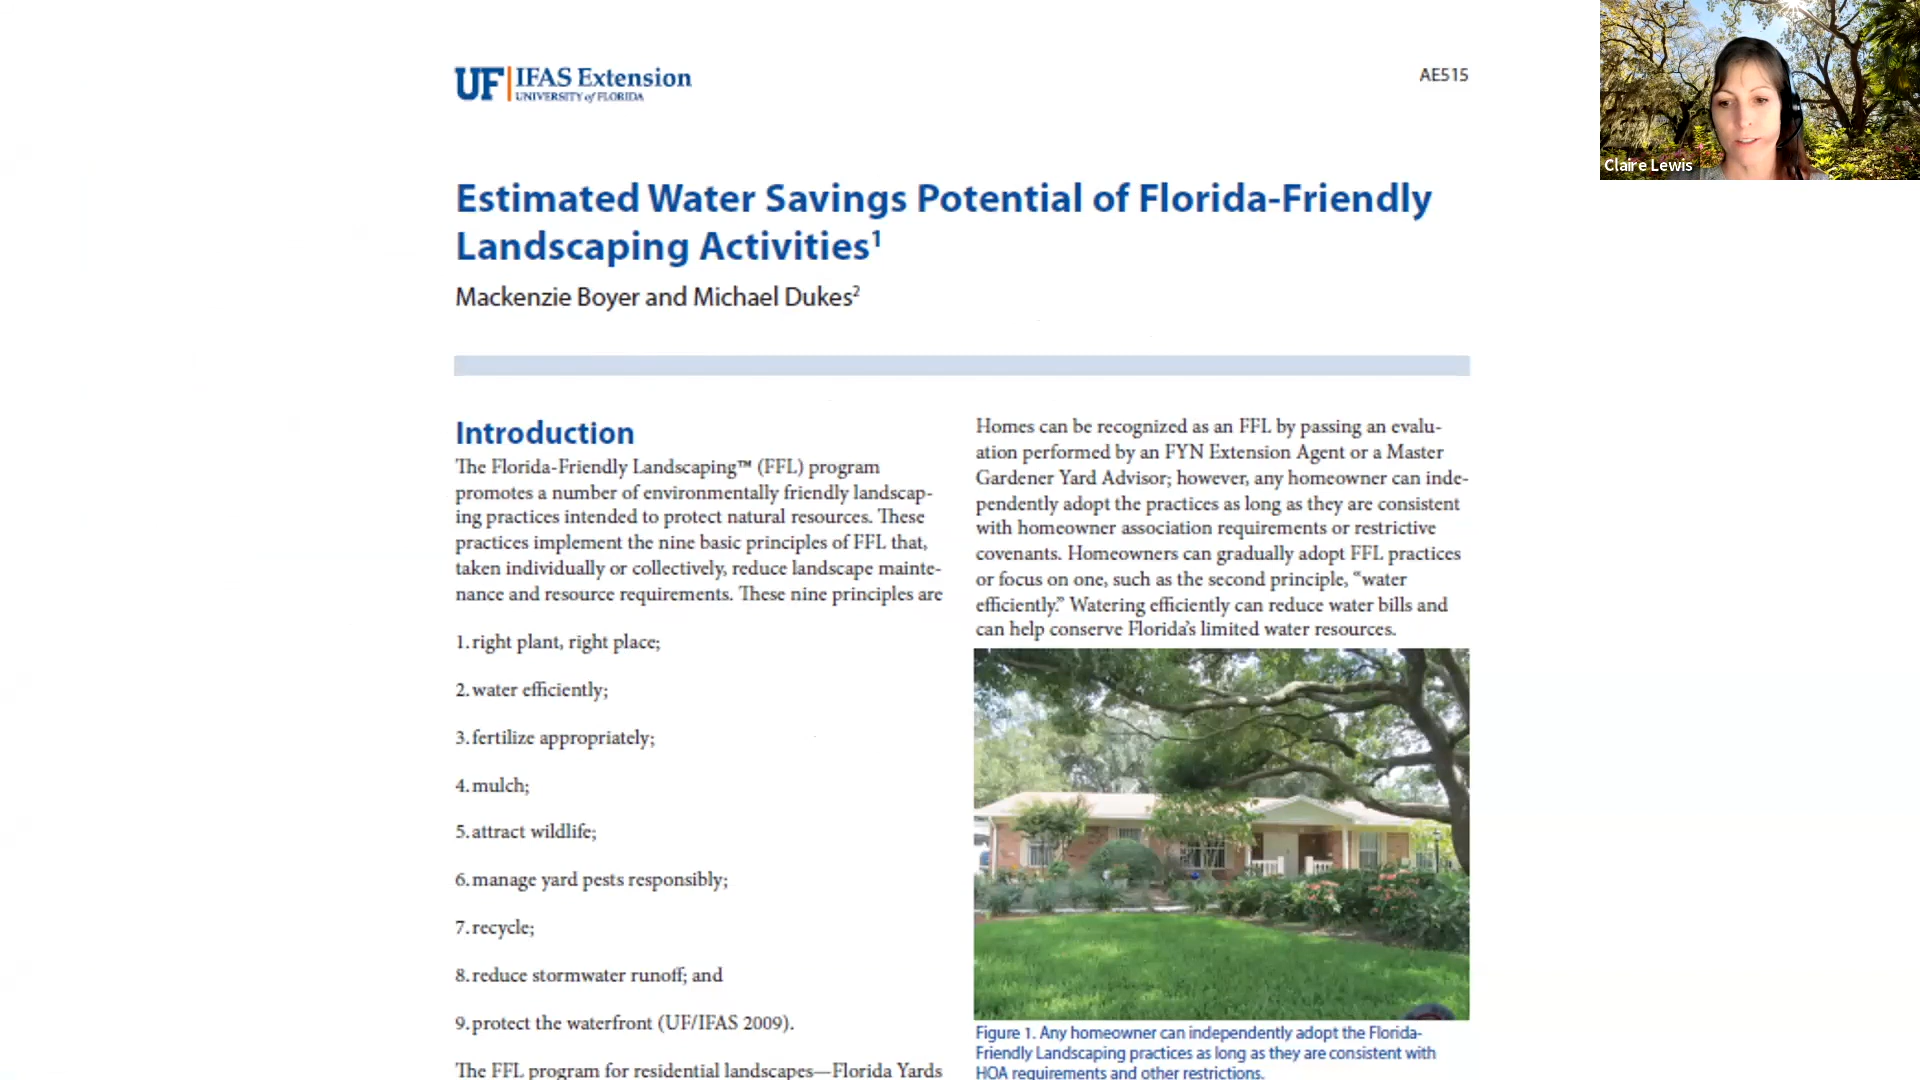 UF IFAS Extension
UNIVERSITY of FLORIDA
AE515
Claire Lewis
Estimated Water Savings Potential of Florida-Friendly
Landscaping Activities¹
Mackenzie Boyer and Michael Dukes²
Introduction
The Florida-Friendly Landscaping™ (FFL) program
promotes a number of environmentally friendly landscap-
ing practices intended to protect natural resources. These
practices implement the nine basic principles of FFL that,
taken individually or collectively, reduce landscape mainte-
nance and resource requirements. These nine principles are
1. right plant, right place;
2. water efficiently;
3. fertilize appropriately;
4. mulch;
5. attract wildlife;
6. manage yard pests responsibly;
7. recycle;
8. reduce stormwater runoff; and
9. protect the waterfront (UF/IFAS 2009).
The FFL program for residential landscapes—Florida Yards
Homes can be recognized as an FFL by passing an evalu-
ation performed by an FYN Extension Agent or a Master
Gardener Yard Advisor; however, any homeowner can inde-
pendently adopt the practices as long as they are consistent
with homeowner association requirements or restrictive
covenants. Homeowners can gradually adopt FFL practices
or focus on one, such as the second principle, “water
efficiently.” Watering efficiently can reduce water bills and
can help conserve Florida’s limited water resources.
Figure 1. Any homeowner can independently adopt the Florida-
Friendly Landscaping practices as long as they are consistent with
HOA requirements and other restrictions.